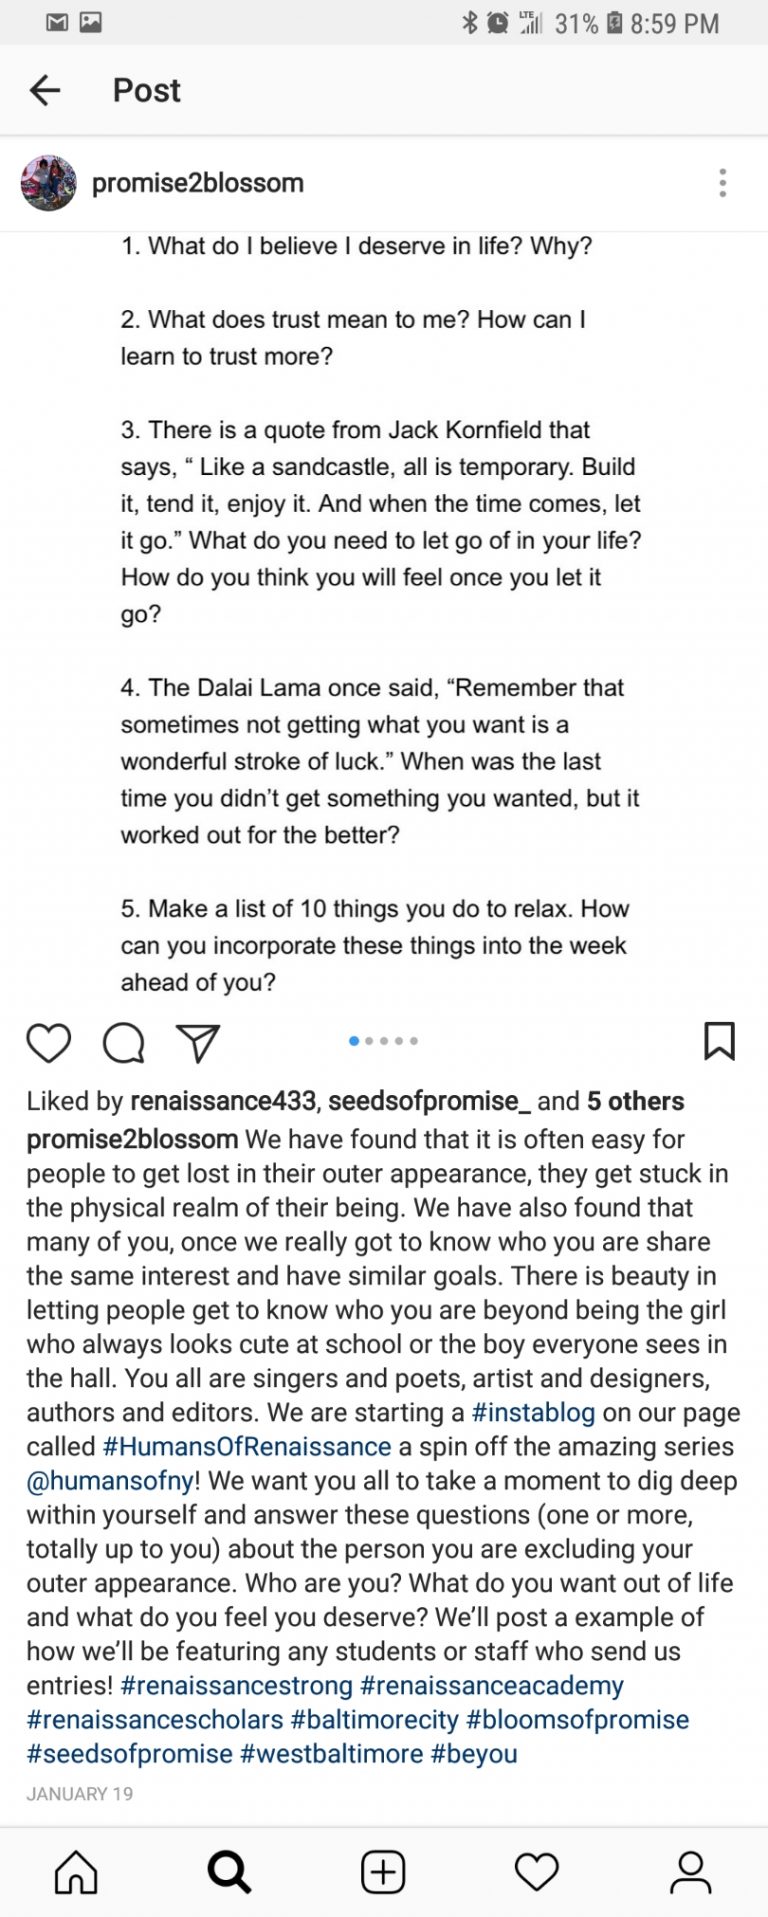 LTE 31% 8:59 PM
Post
promise2blossom
1. What do I believe I deserve in life? Why?
2. What does trust mean to me? How can I
learn to trust more?
3. There is a quote from Jack Kornfield that
says, “ Like a sandcastle, all is temporary. Build
it, tend it, enjoy it. And when the time comes, let
it go.” What do you need to let go of in your life?
How do you think you will feel once you let it
go?
4. The Dalai Lama once said, “Remember that
sometimes not getting what you want is a
wonderful stroke of luck.” When was the last
time you didn’t get something you wanted, but it
worked out for the better?
5. Make a list of 10 things you do to relax. How
can you incorporate these things into the week
ahead of you?
Liked by renaissance433, seedsofpromise_ and 5 others
promise2blossom We have found that it is often easy for
people to get lost in their outer appearance, they get stuck in
the physical realm of their being. We have also found that
many of you, once we really got to know who you are share
the same interest and have similar goals. There is beauty in
letting people get to know who you are beyond being the girl
who always looks cute at school or the boy everyone sees in
the hall. You all are singers and poets, artist and designers,
authors and editors. We are starting a #instablog on our page
called #HumansOfRenaissance a spin off the amazing series
@humansofny! We want you all to take a moment to dig deep
within yourself and answer these questions (one or more,
totally up to you) about the person you are excluding your
outer appearance. Who are you? What do you want out of life
and what do you feel you deserve? We’ll post a example of
how we’ll be featuring any students or staff who send us
entries! #renaissancestrong #renaissanceacademy
#renaissancescholars #baltimorecity #bloomsofpromise
#seedsofpromise #westbaltimore #beyou
JANUARY 19